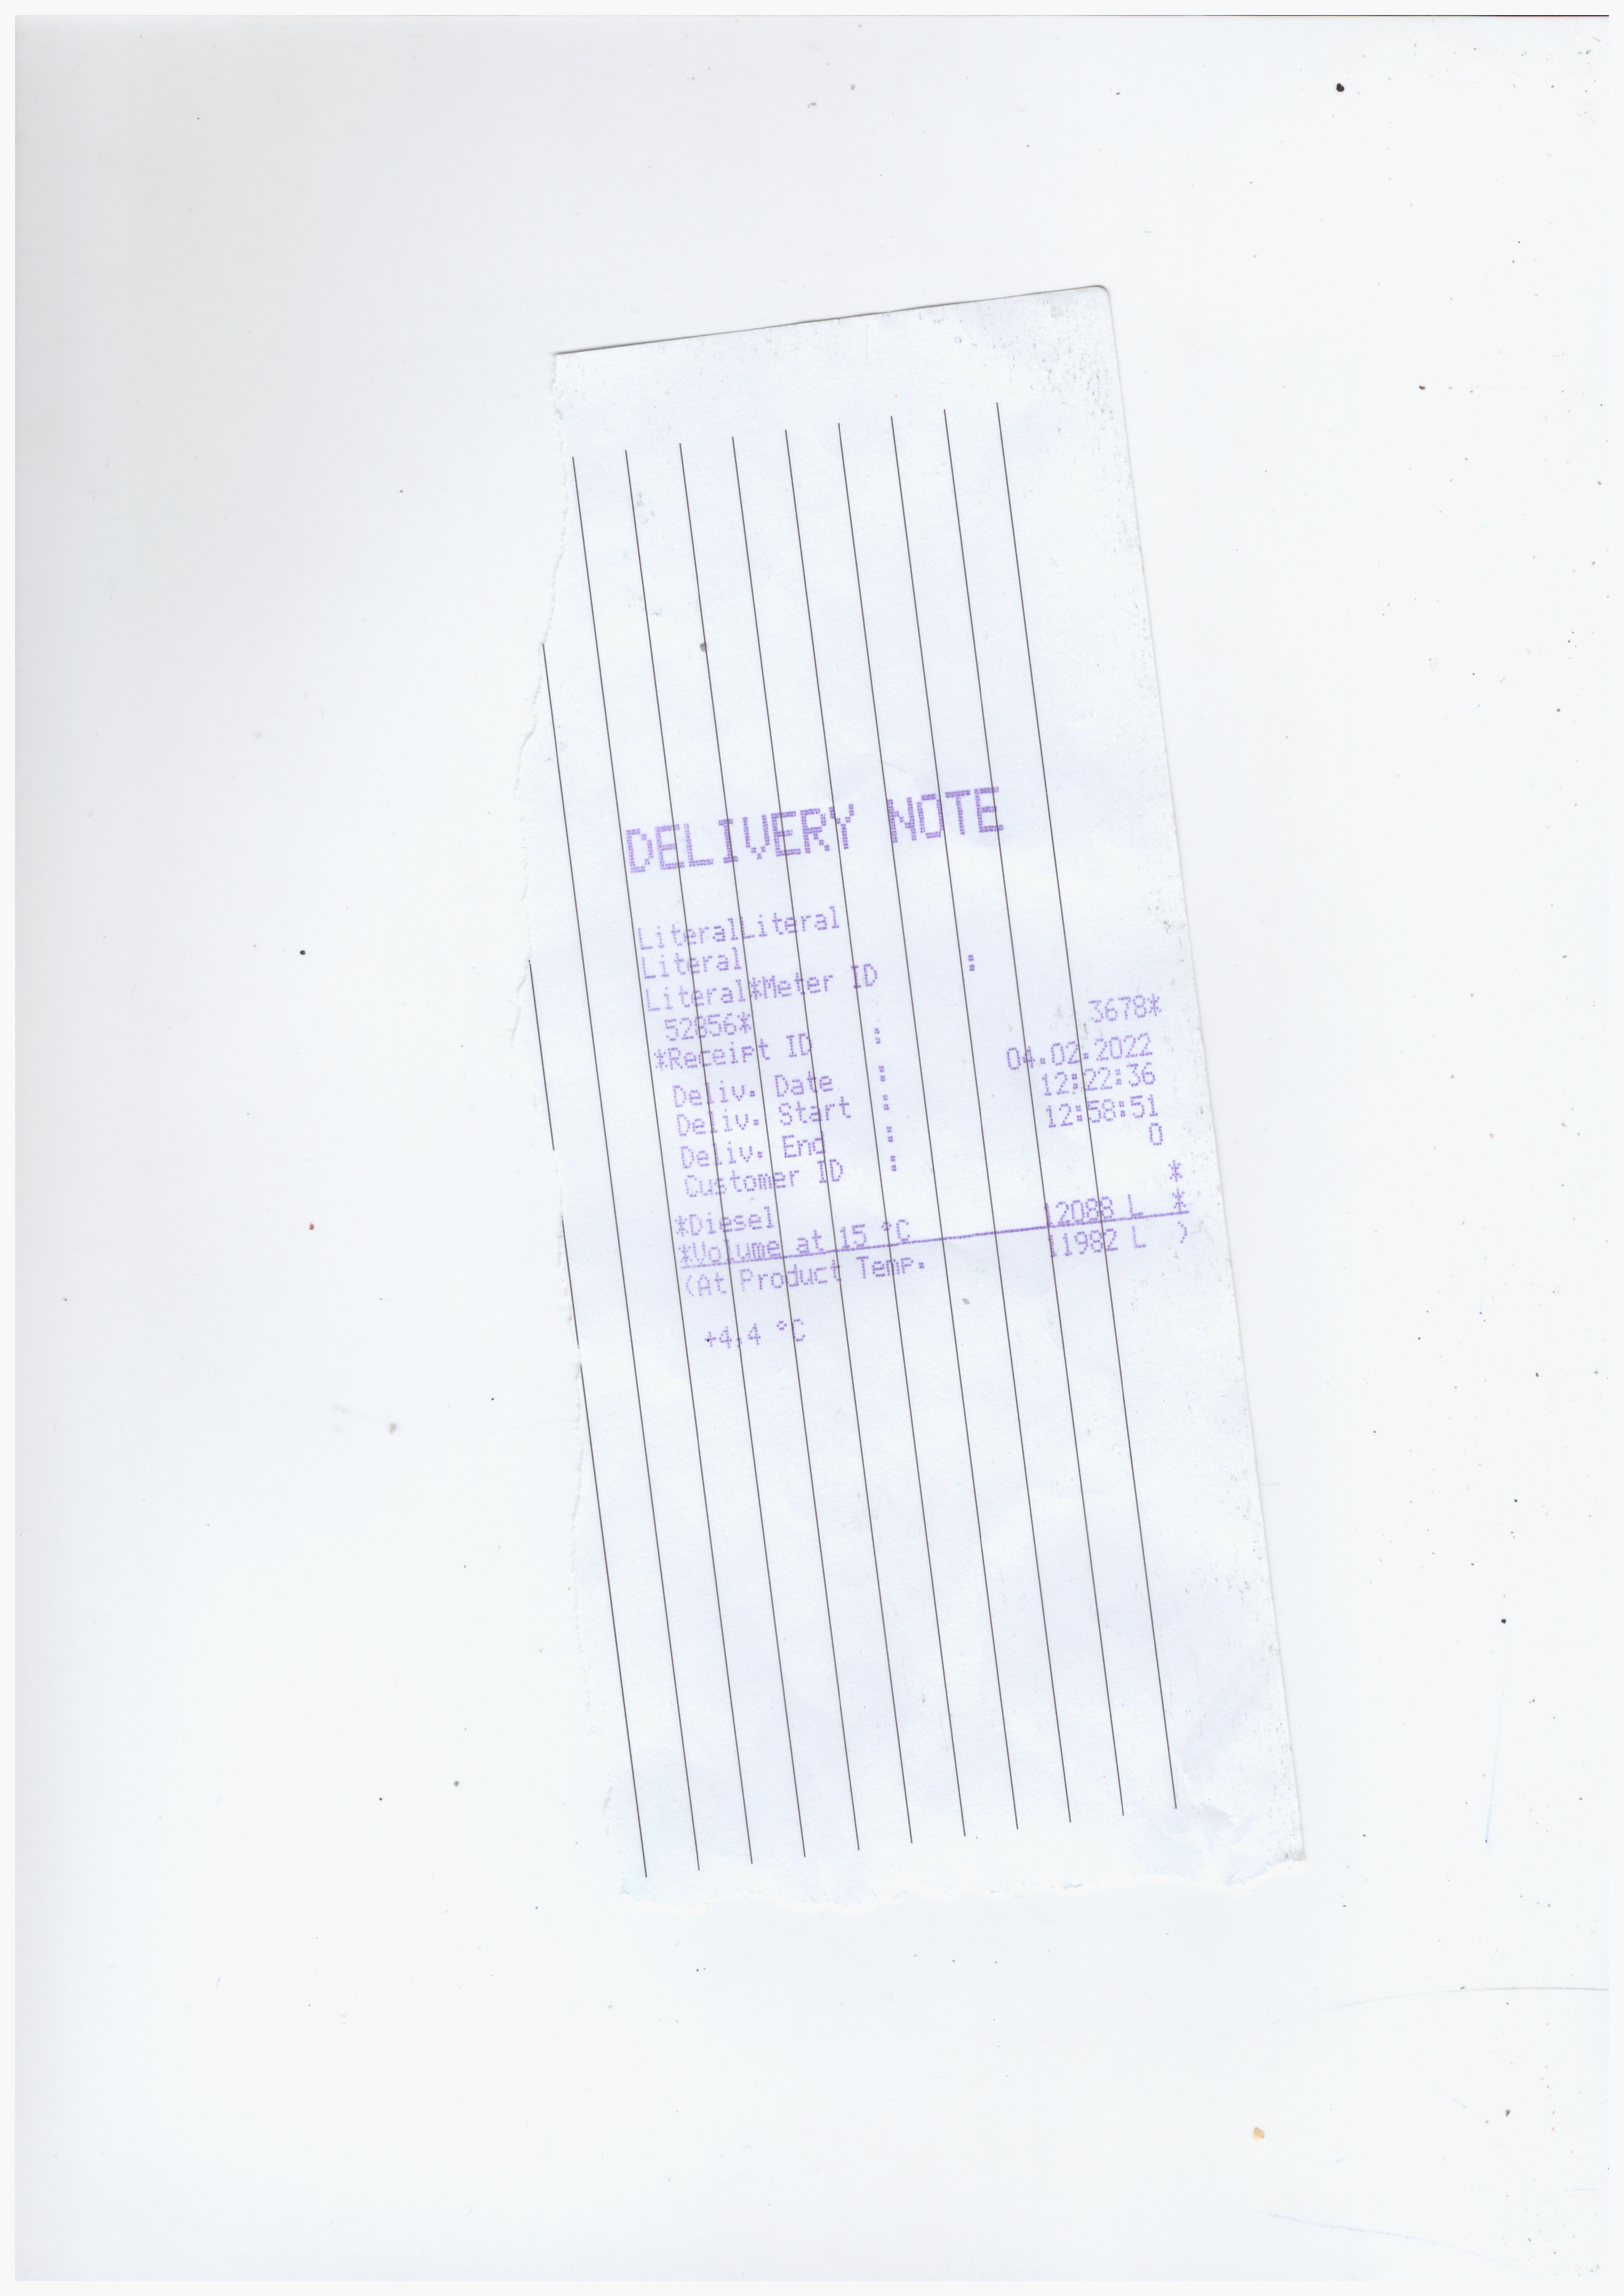 DELIVERY NOTE
LiteralLiteral
Literal
Literal*Meter ID :
52856*
*Receipt ID : 3678*
Deliv. Date : 04.02.2022
Deliv. Start : 12:22:36
Deliv. End : 12:58:51
Customer ID : 0
*Diesel *
*Volume at 15 °C 12088 L *
(At Product Temp. 11982 L )
+4.4 °C